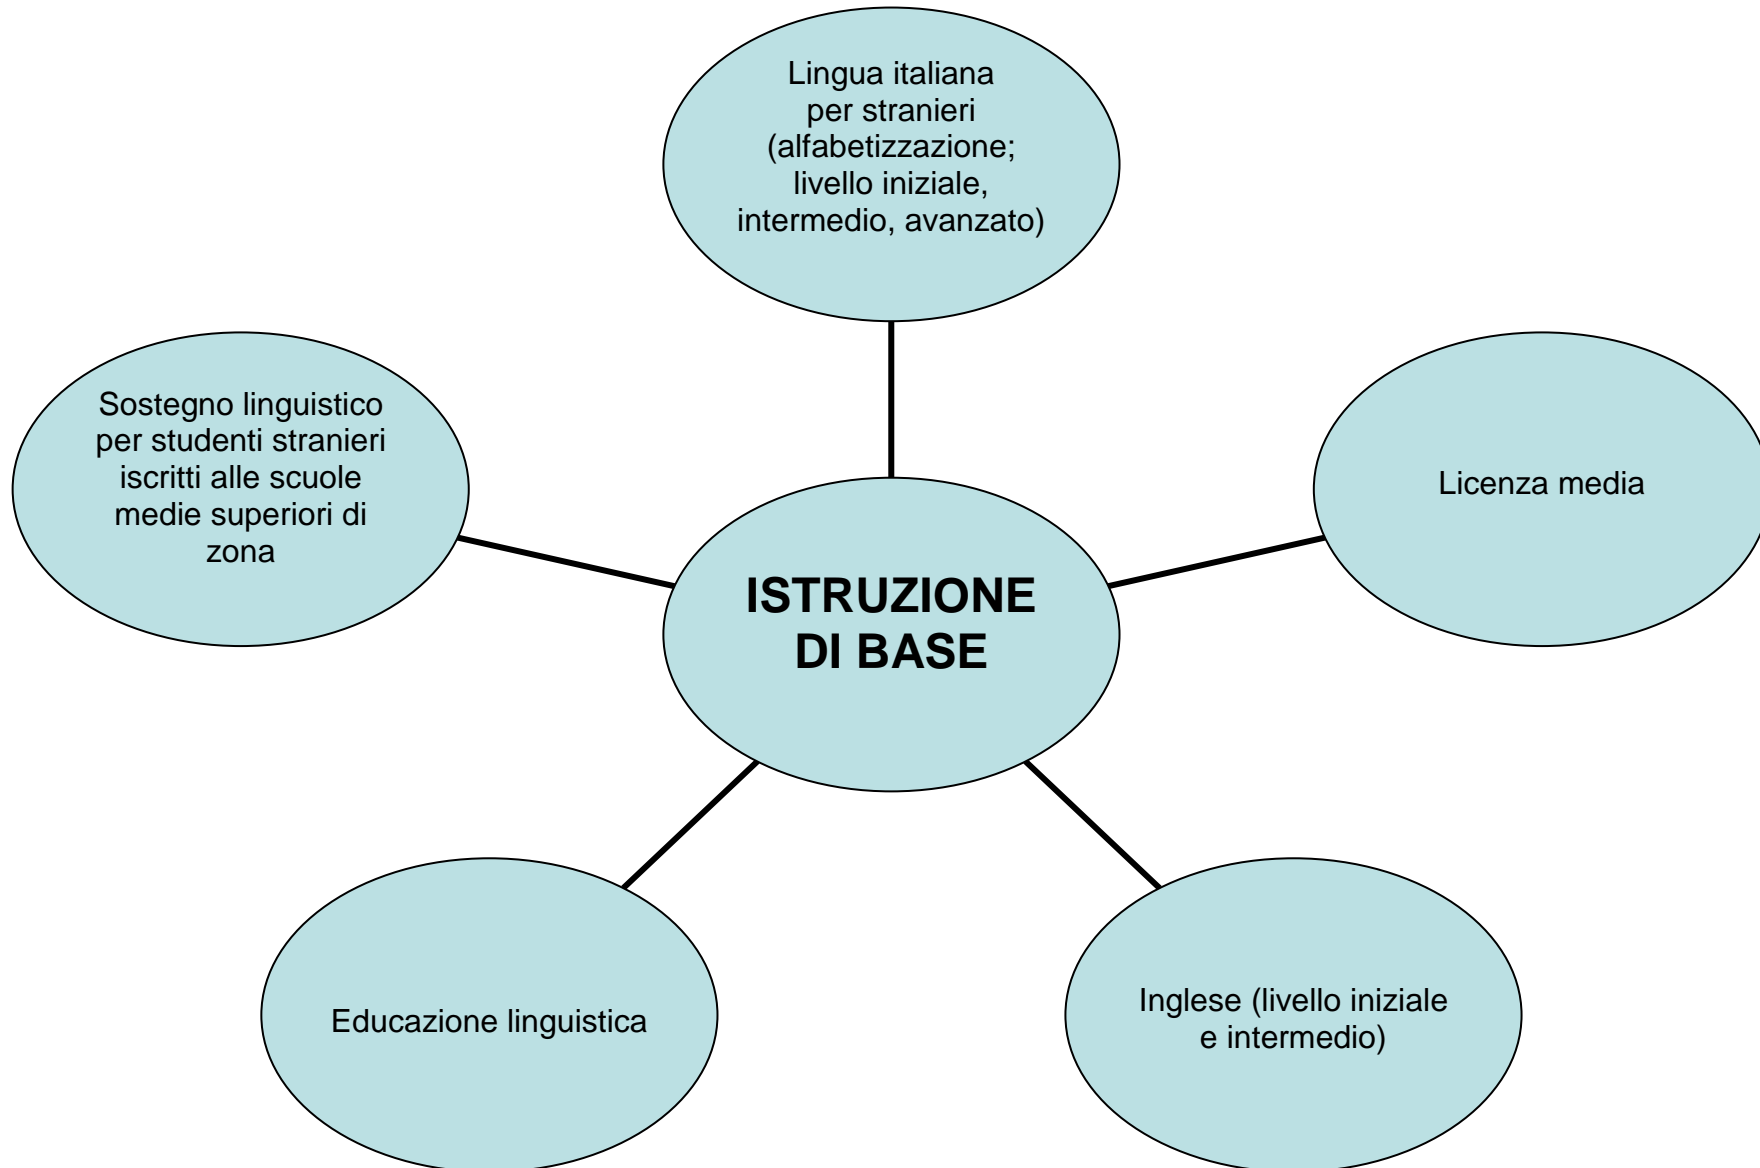 Lingua italiana
per stranieri
(alfabetizzazione;
livello iniziale,
intermedio, avanzato)
Sostegno linguistico
per studenti stranieri
iscritti alle scuole
medie superiori di
zona
Licenza media
ISTRUZIONE
DI BASE
Educazione linguistica
Inglese (livello iniziale
e intermedio)